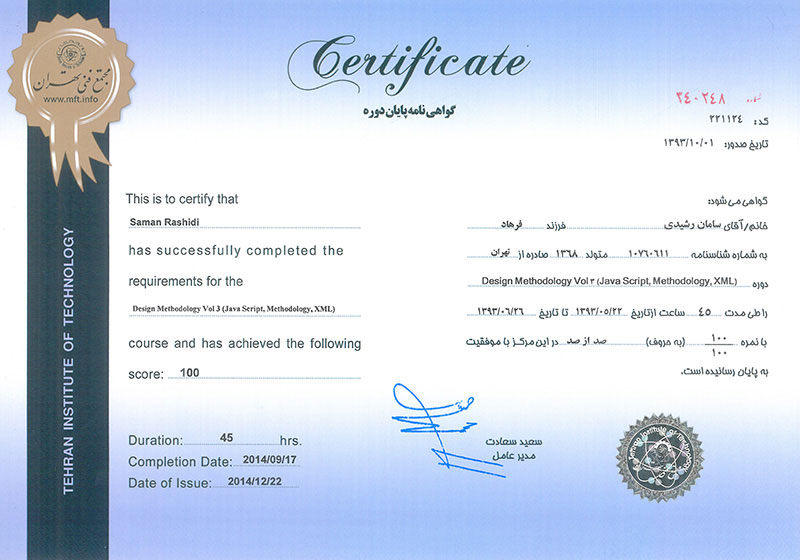 Certificate
گواهی نامه پایان دوره
مجتمع فنی تهران
www.mft.info
TEHRAN INSTITUTE OF TECHNOLOGY
This is to certify that
Saman Rashidi
has successfully completed the
requirements for the
Design Methodology Vol 3 (Java Script, Methodology, XML)
course and has achieved the following
score: 100
Duration: 45 hrs.
Completion Date: 2014/09/17
Date of Issue: 2014/12/22
۲۴۰۲۴۸
کد: ۲۲۱۱۲۴
تاریخ صدور: ۱۳۹۳/۱۰/۰۱
گواهی می شود:
خانم/آقای سامان رشیدی فرزند فرهاد
به شماره شناسنامه ۱۰۷۶۰۶۱۱ متولد ۱۳۶۸ صادره از تهران
دوره Design Methodology Vol ۳ (Java Script, Methodology, XML)
را طی مدت ۴۵ ساعت از تاریخ ۱۳۹۳/۰۵/۲۲ تا تاریخ ۱۳۹۳/۰۶/۲۶
با نمره ۱۰۰/۱۰۰ (به حروف) صد از صد در این مرکز با موفقیت
به پایان رسانیده است.
سعید سعادت
مدیر عامل